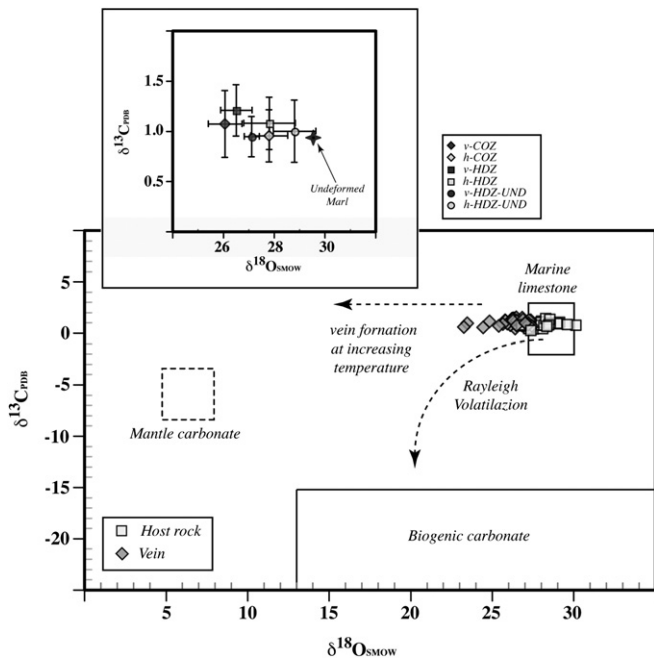 1.5
1.0
0.5
δ13CPDB
26
28
30
δ18OSMOW
Undeformed
Marl
v-COZ
h-COZ
v-HDZ
h-HDZ
v-HDZ-UND
h-HDZ-UND
5
0
-5
-10
-15
-20
δ13CPDB
Marine
limestone
vein fornation
at increasing
temperature
Rayleigh
Volatilazion
Mantle carbonate
Biogenic carbonate
Host rock
Vein
5
10
15
20
25
30
δ18OSMOW